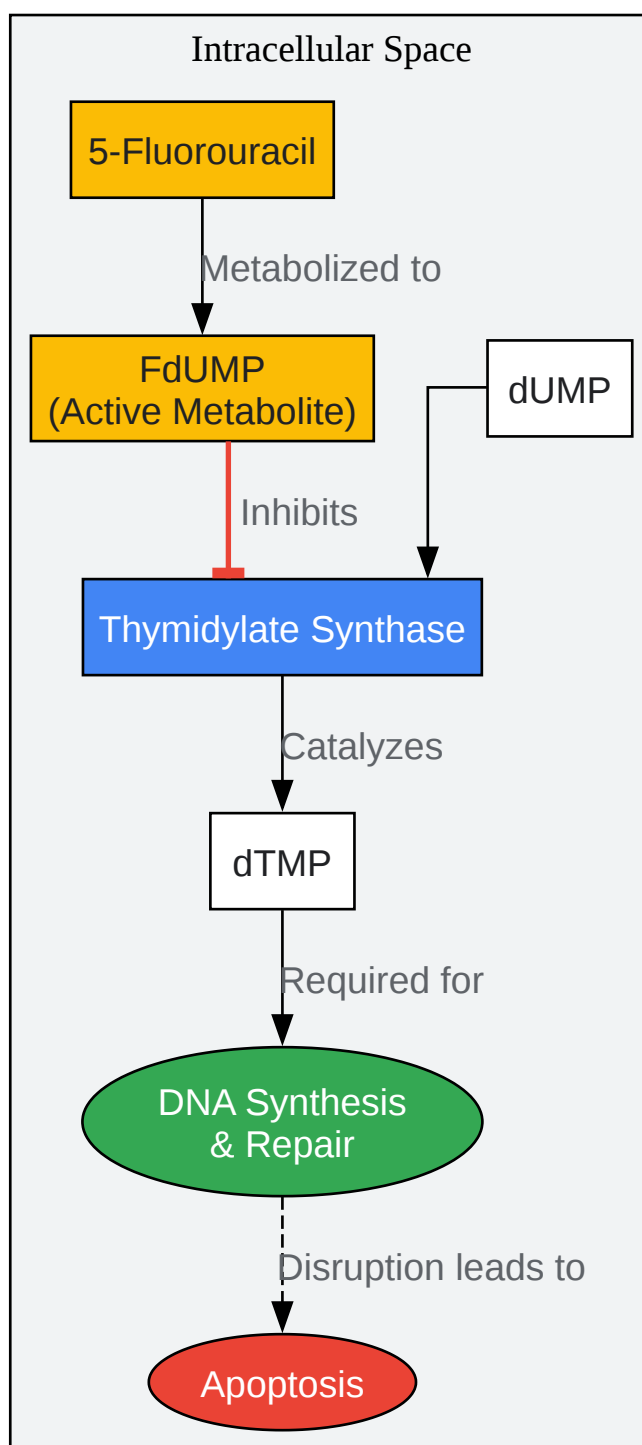 Intracellular Space
5-Fluorouracil
Metabolized to
FdUMP
(Active Metabolite)
dUMP
Inhibits
Thymidylate Synthase
Catalyzes
dTMP
Required for
DNA Synthesis
& Repair
Disruption leads to
Apoptosis